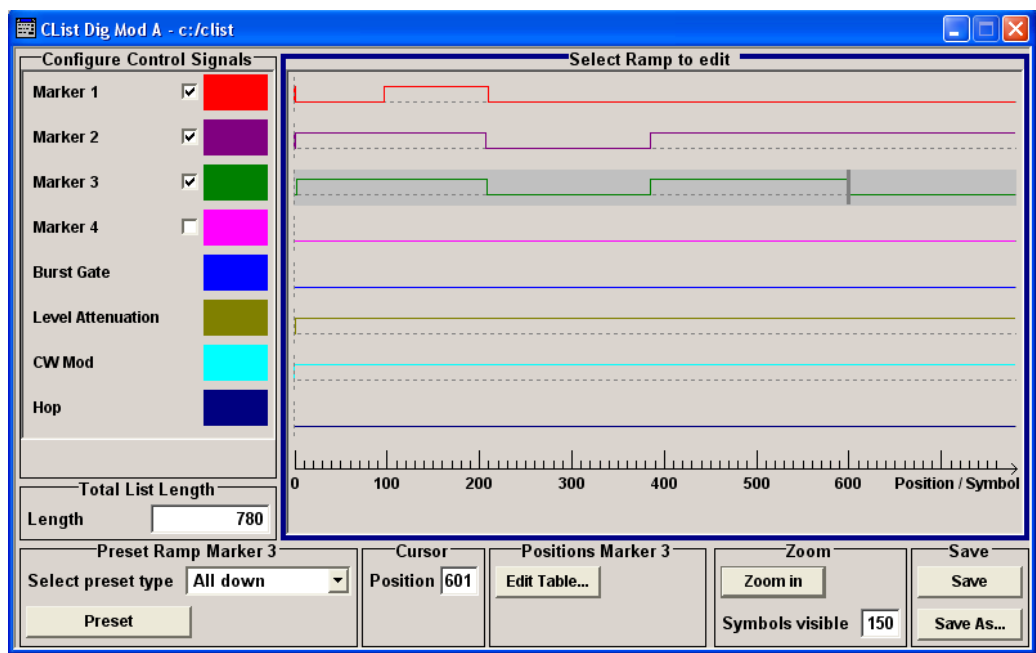 CList Dig Mod A - c:/clist
Configure Control Signals
Marker 1
Marker 2
Marker 3
Marker 4
Burst Gate
Level Attenuation
CW Mod
Hop
Select Ramp to edit
0 100 200 300 400 500 600 Position / Symbol
Total List Length
Length 780
Preset Ramp Marker 3
Select preset type All down
Preset
Cursor
Position 601
Positions Marker 3
Edit Table...
Zoom
Zoom in
Symbols visible 150
Save
Save
Save As...